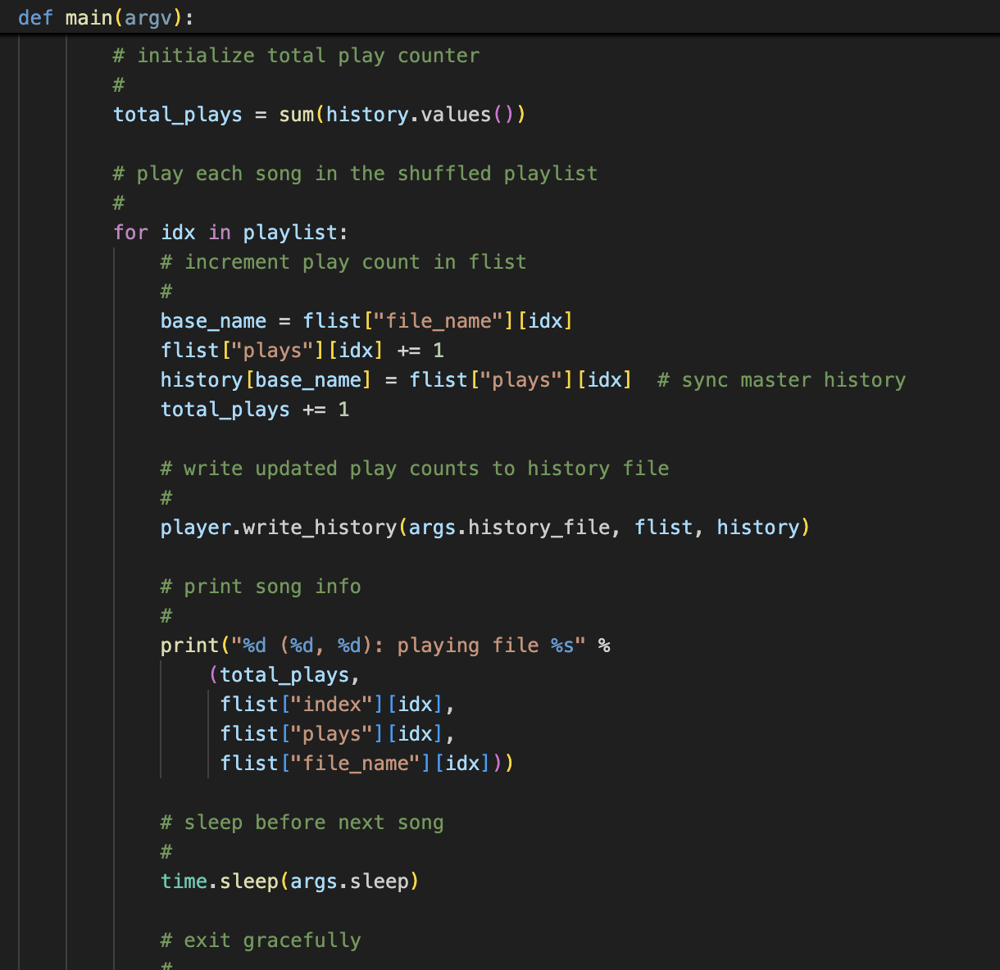 def main(argv):
# initialize total play counter
#
total_plays = sum(history.values())
# play each song in the shuffled playlist
#
for idx in playlist:
# increment play count in flist
#
base_name = flist["file_name"][idx]
flist["plays"][idx] += 1
history[base_name] = flist["plays"][idx]  # sync master history
total_plays += 1
# write updated play counts to history file
#
player.write_history(args.history_file, flist, history)
# print song info
#
print("%d (%d, %d): playing file %s" %
(total_plays,
flist["index"][idx],
flist["plays"][idx],
flist["file_name"][idx]))
# sleep before next song
#
time.sleep(args.sleep)
# exit gracefully
#